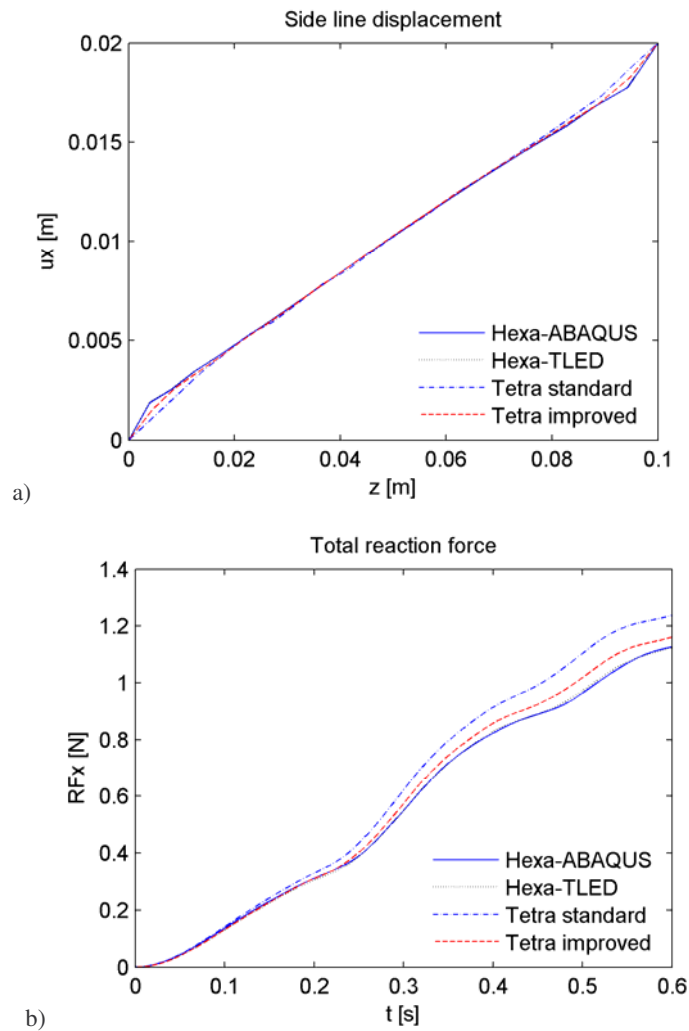 Side line displacement
0.02
0.015
ux [m]
0.01
0.005
0
Hexa-ABAQUS
Hexa-TLED
Tetra standard
Tetra improved
0 0.02 0.04 0.06 0.08 0.1
z [m]
a)
Total reaction force
1.4
1.2
1
0.8
RFx [N]
0.6
0.4
0.2
0
Hexa-ABAQUS
Hexa-TLED
Tetra standard
Tetra improved
0 0.1 0.2 0.3 0.4 0.5 0.6
t [s]
b)